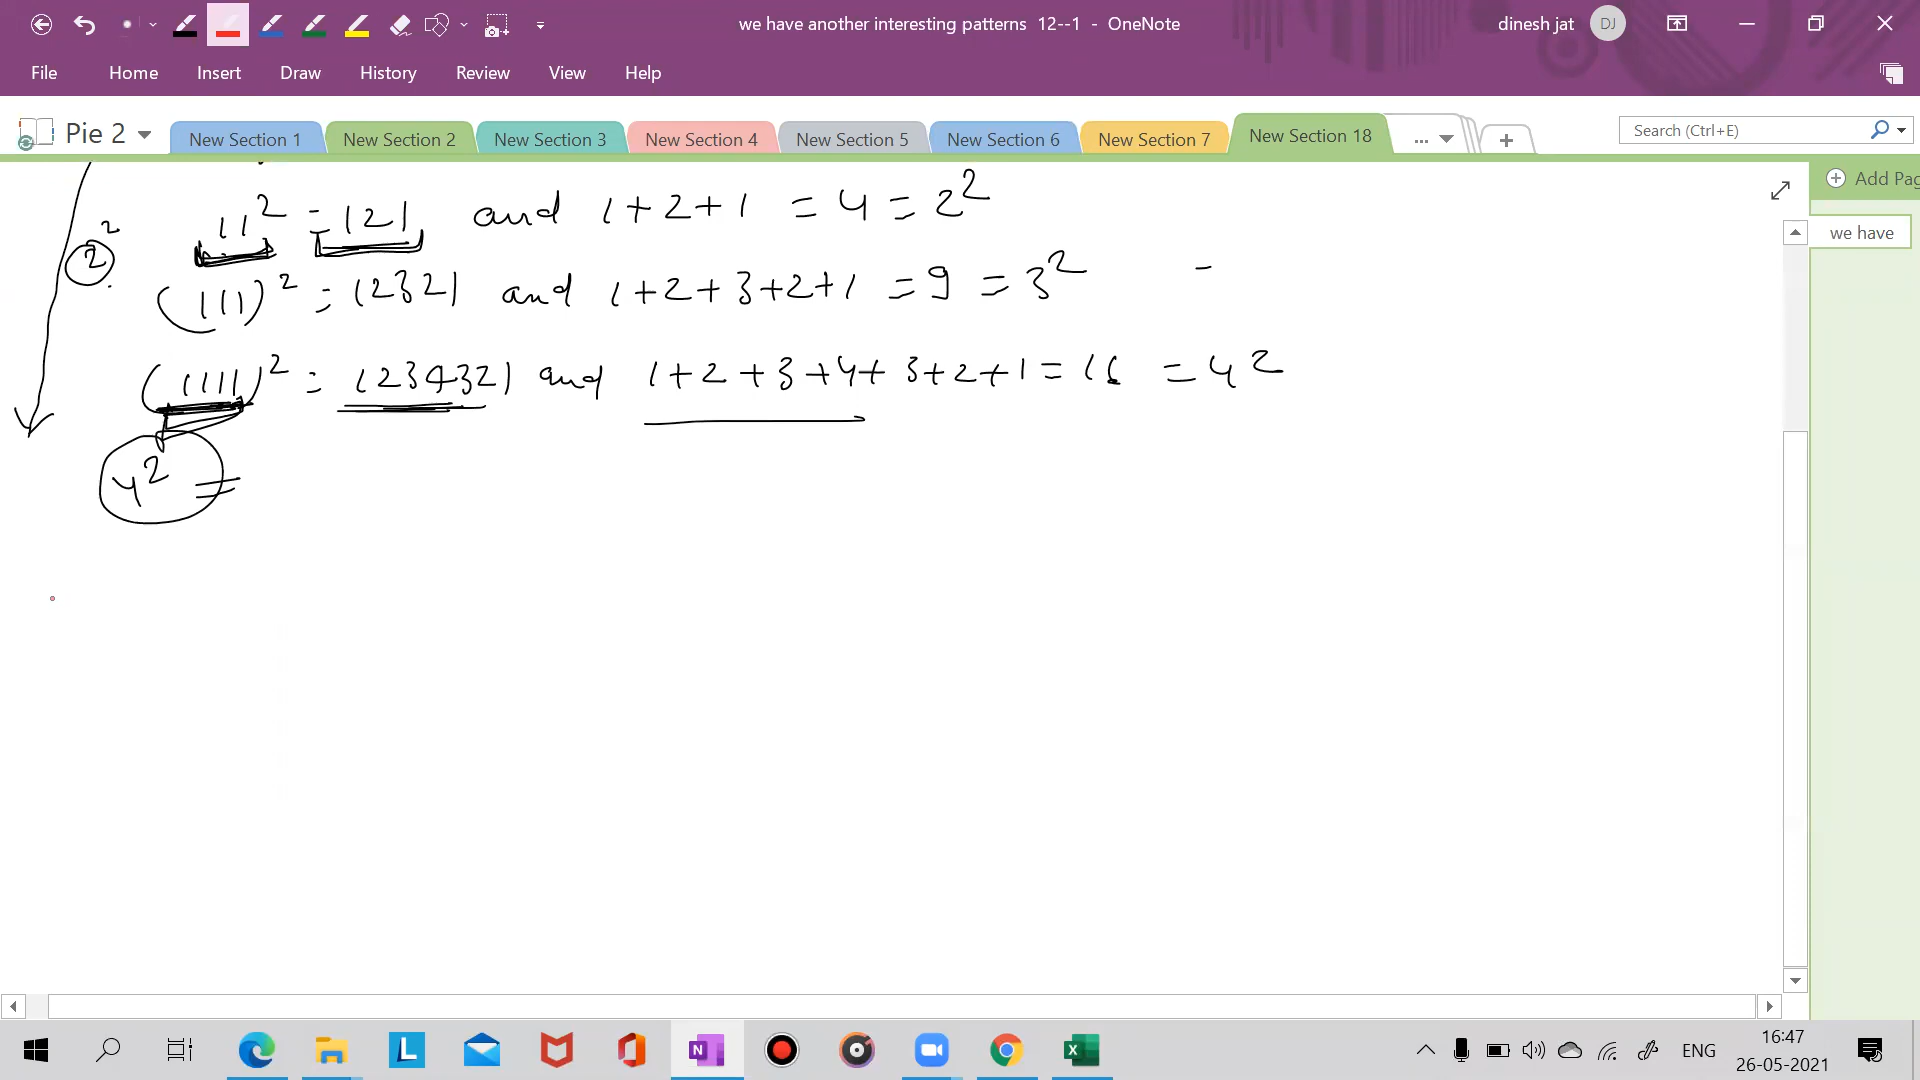 we have another interesting patterns 12--1 - OneNote
dinesh jat
DJ
File Home Insert Draw History Review View Help
Pie 2
New Section 1
New Section 2
New Section 3
New Section 4
New Section 5
New Section 6
New Section 7
New Section 18
...
Search (Ctrl+E)
Add Pag
we have
11² = 121 and 1+2+1 = 4 = 2²
2²
(111)² = 12321 and 1+2+3+2+1 = 9 = 3² =
(1111)² = 1234321 and 1+2+3+4+3+2+1 = 16 = 4²
4² =
ENG
16:47
26-05-2021